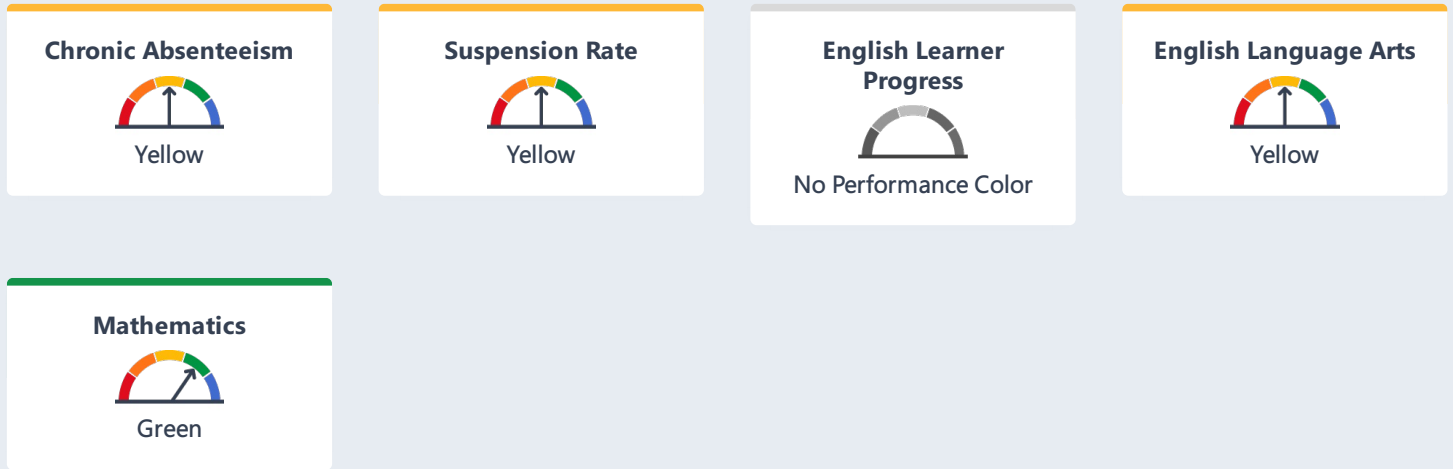 Chronic Absenteeism
Yellow
Suspension Rate
Yellow
English Learner
Progress
No Performance Color
English Language Arts
Yellow
Mathematics
Green